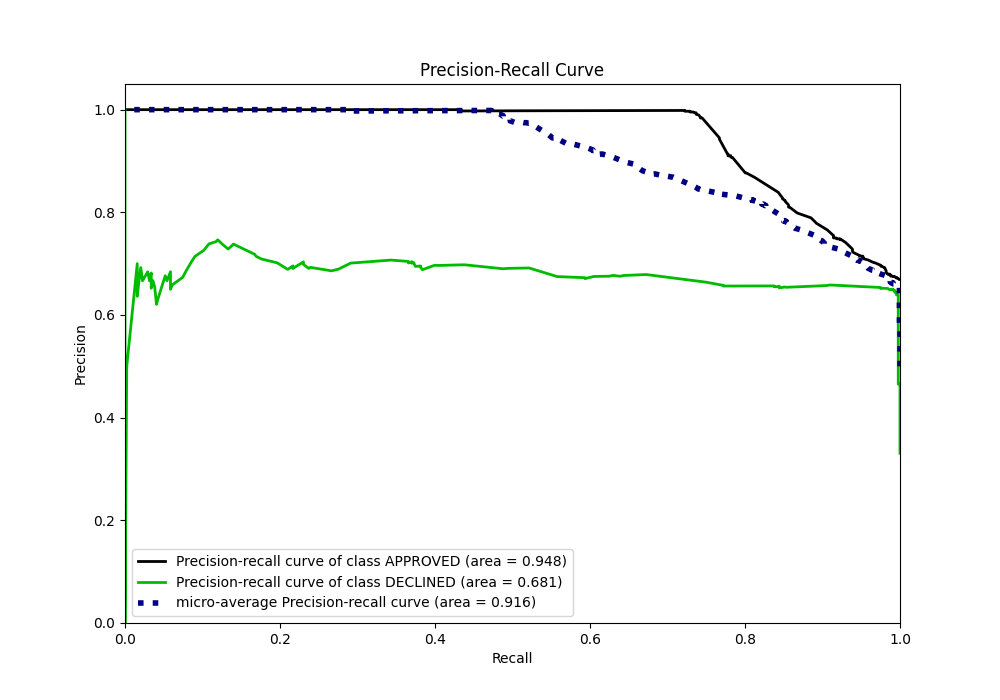 Precision-Recall Curve
1.0
0.8
0.6
0.4
0.2
0.0
Precision
0.0 0.2 0.4 0.6 0.8 1.0
Recall
Precision-recall curve of class APPROVED (area = 0.948)
Precision-recall curve of class DECLINED (area = 0.681)
micro-average Precision-recall curve (area = 0.916)